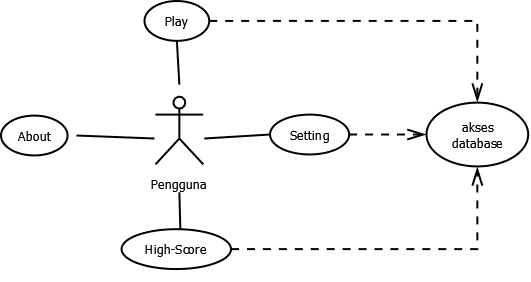 Play
About
Setting
akses
database
Pengguna
High-Score